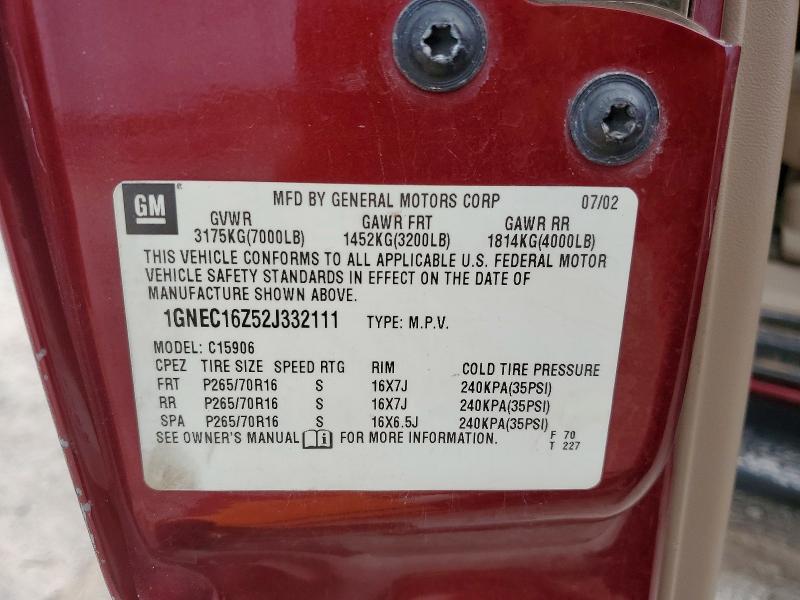 GM ® MFD BY GENERAL MOTORS CORP 07/02
GVWR GAWR FRT GAWR RR
3175KG(7000LB) 1452KG(3200LB) 1814KG(4000LB)
THIS VEHICLE CONFORMS TO ALL APPLICABLE U.S. FEDERAL MOTOR
VEHICLE SAFETY STANDARDS IN EFFECT ON THE DATE OF
MANUFACTURE SHOWN ABOVE.
1GNEC16Z52J332111 TYPE: M.P.V.
MODEL: C15906
CPEZ TIRE SIZE SPEED RTG RIM COLD TIRE PRESSURE
FRT P265/70R16 S 16X7J 240KPA(35PSI)
RR P265/70R16 S 16X7J 240KPA(35PSI)
SPA P265/70R16 S 16X6.5J 240KPA(35PSI)
SEE OWNER'S MANUAL i FOR MORE INFORMATION. F 70
T 227